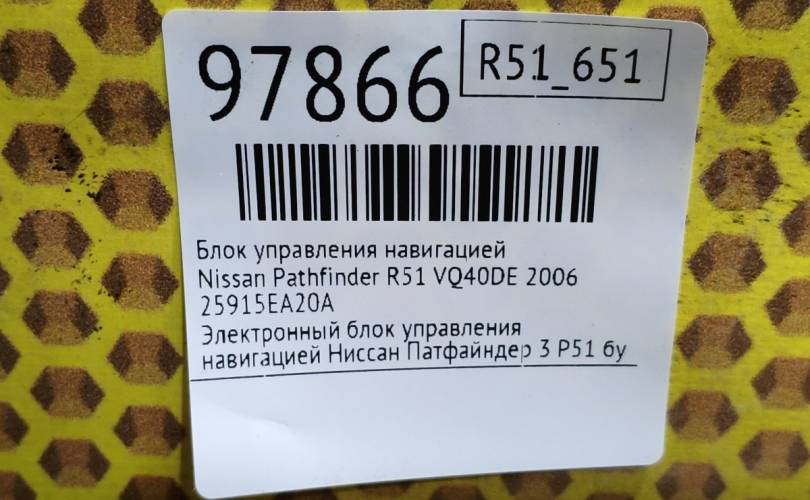 97866
R51_651
Блок управления навигацией
Nissan Pathfinder R51 VQ40DE 2006
25915EA20A
Электронный блок управления
навигацией Ниссан Патфайндер 3 Р51 бу